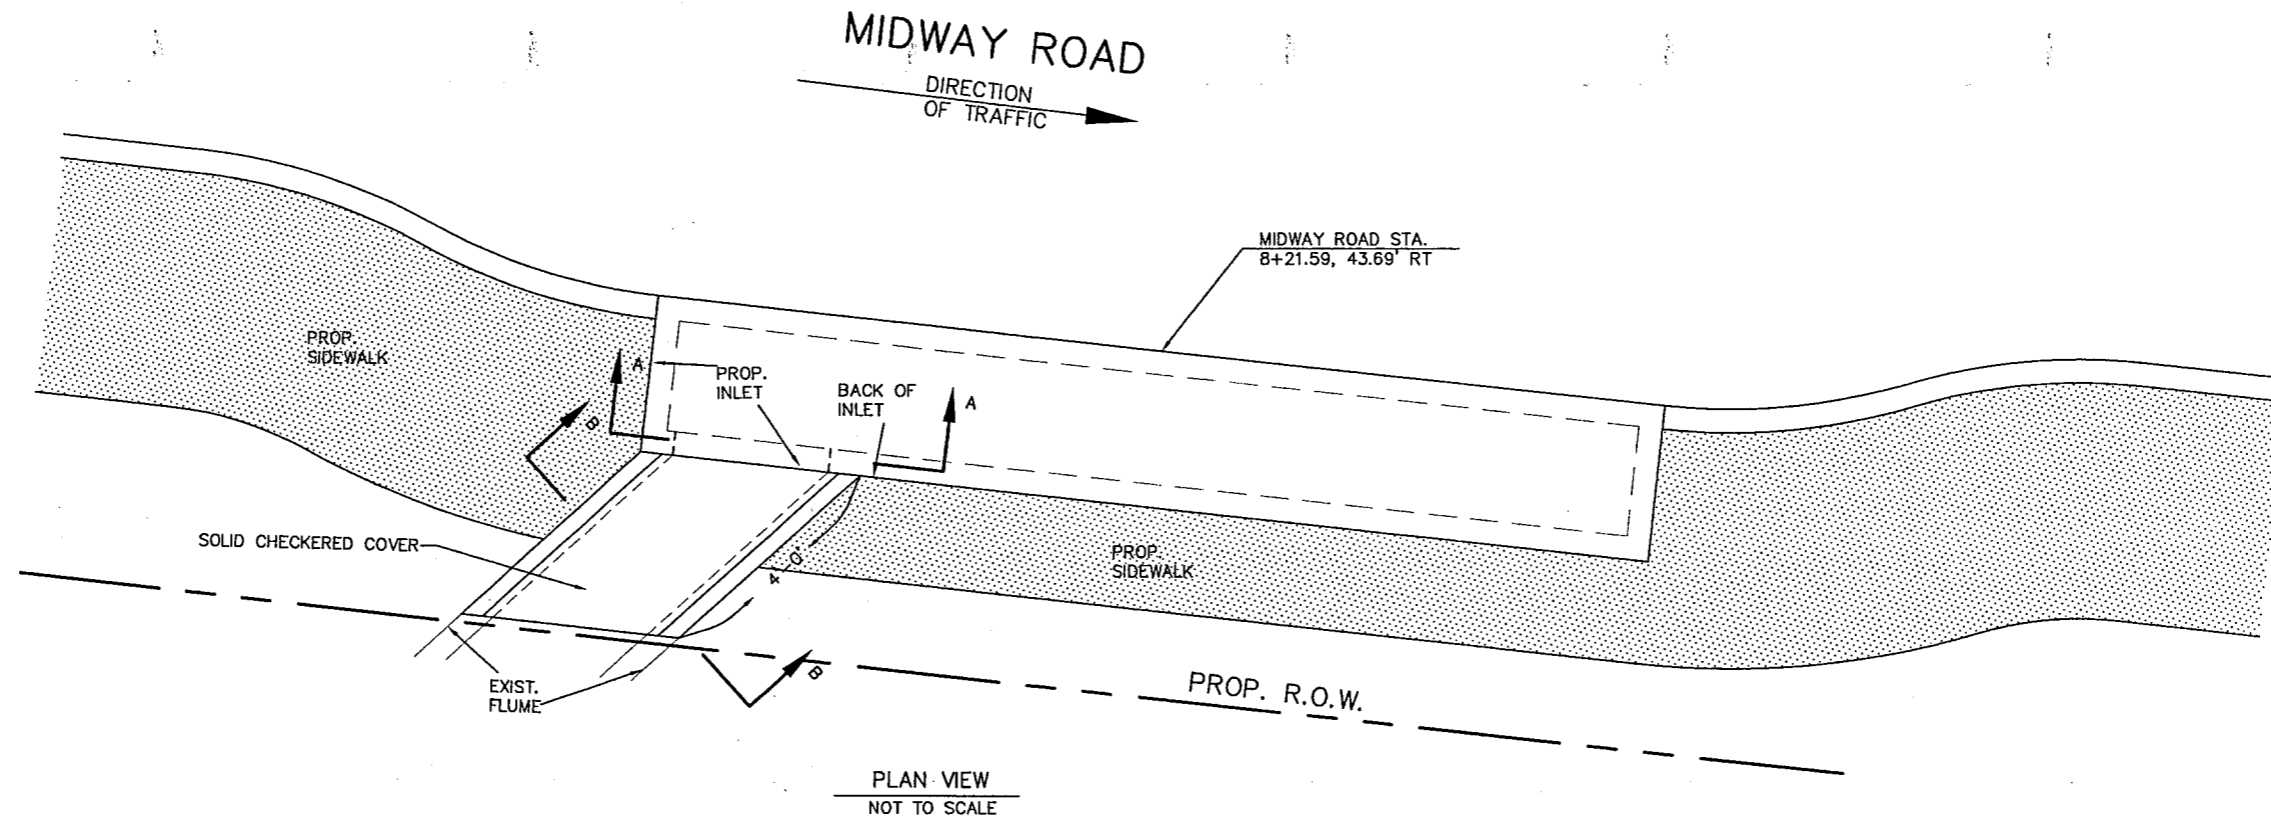 MIDWAY ROAD
DIRECTION
OF TRAFFIC
MIDWAY ROAD STA.
8+21.59, 43.69' RT
PROP.
SIDEWALK
A
PROP.
INLET
BACK OF
INLET
A
B
SOLID CHECKERED COVER
4'-0"
PROP.
SIDEWALK
EXIST.
FLUME
B
PROP. R.O.W.
PLAN VIEW
NOT TO SCALE